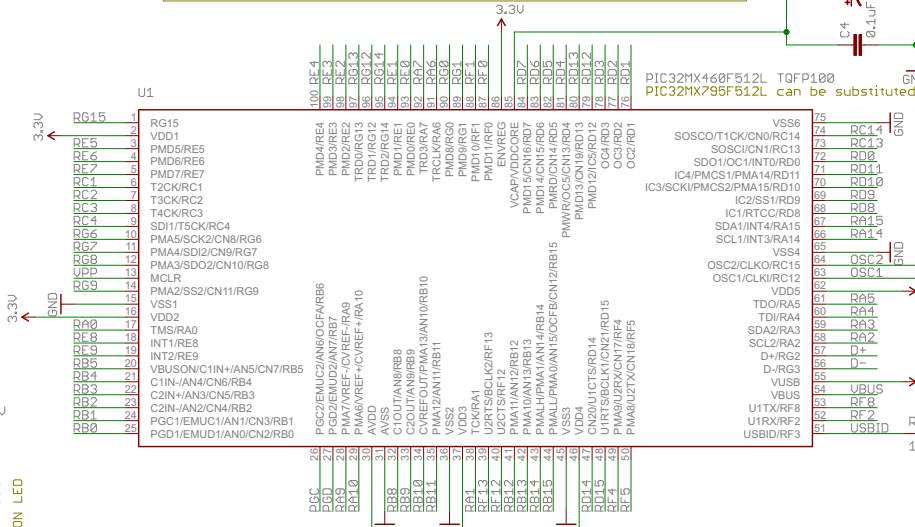 3.3V
C4
0.1uF
PIC32MX460F512L TQFP100
PIC32MX795F512L can be substituted
U1
100 RE4
99 RE3
98 RE2
97 RG13
96 RG12
95 RG14
94 RE1
93 RE0
92 RA7
91 RA6
90 RG0
89 RG1
88 RF1
87 RF0
86
85
84 RD7
83 RD6
82 RD5
81 RD4
80 RD13
79 RD12
78 RD3
77 RD2
76 RD1
PMD4/RE4
PMD3/RE3
PMD2/RE2
TRD0/RG13
TRD1/RG12
TRD2/RG14
PMD1/RE1
PMD0/RE0
TRD3/RA7
TRCLK/RA6
PMD8/RG0
PMD9/RG1
PMD10/RF1
PMD11/RF0
ENVREG
VCAP/VDDCORE
PMD15/CN16/RD7
PMD14/CN15/RD6
PMRD/CN14/RD5
PMWR/OC5/CN13/RD4
PMD13/CN19/RD13
PMD12/IC5/RD12
OC4/RD3
OC3/RD2
OC2/RD1
RG15 1 RG15
3.3V 2 VDD1
RE5 3 PMD5/RE5
RE6 4 PMD6/RE6
RE7 5 PMD7/RE7
RC1 6 T2CK/RC1
RC2 7 T3CK/RC2
RC3 8 T4CK/RC3
RC4 9 SDI1/T5CK/RC4
RG6 10 PMA5/SCK2/CN8/RG6
RG7 11 PMA4/SDI2/CN9/RG7
RG8 12 PMA3/SDO2/CN10/RG8
VPP 13 MCLR
RG9 14 PMA2/SS2/CN11/RG9
GND 15 VSS1
3.3V 16 VDD2
RA0 17 TMS/RA0
RE8 18 INT1/RE8
RE9 19 INT2/RE9
RB5 20 VBUSON/C1IN+/AN5/CN7/RB5
RB4 21 C1IN-/AN4/CN6/RB4
RB3 22 C2IN+/AN3/CN5/RB3
RB2 23 C2IN-/AN2/CN4/RB2
RB1 24 PGC1/EMUC1/AN1/CN3/RB1
RB0 25 PGD1/EMUD1/AN0/CN2/RB0
VSS6 75 GND
SOSCO/T1CK/CN0/RC14 74 RC14
SOSCI/CN1/RC13 73 RC13
SDO1/OC1/INT0/RD0 72 RD0
IC4/PMCS1/PMA14/RD11 71 RD11
IC3/SCKI/PMCS2/PMA15/RD10 70 RD10
IC2/SS1/RD9 69 RD9
IC1/RTCC/RD8 68 RD8
SDA1/INT4/RA15 67 RA15
SCL1/INT3/RA14 66 RA14
VSS4 65 GND
OSC2/CLKO/RC15 64 OSC2
OSC1/CLKI/RC12 63 OSC1
VDD5 62
TDO/RA5 61 RA5
TDI/RA4 60 RA4
SDA2/RA3 59 RA3
SCL2/RA2 58 RA2
D+/RG2 57 D+
D-/RG3 56 D-
VUSB 55
VBUS 54 VBUS
U1TX/RF8 53 RF8
U1RX/RF2 52 RF2
USBID/RF3 51 USBID
PGC2/EMUC2/AN6/OCFA/RB6
PGD2/EMUD2/AN7/RB7
PMA7/VREF-/CVREF-/RA9
PMA6/VREF+/CVREF+/RA10
AVDD
AVSS
C1OUT/AN8/RB8
C2OUT/AN9/RB9
CVREFOUT/PMA13/AN10/RB10
PMA12/AN11/RB11
VSS2
VDD3
TCK/RA1
U2RTS/BCLK2/RF13
U2CTS/RF12
PMA11/AN12/RB12
PMA10/AN13/RB13
PMALH/PMA1/AN14/RB14
PMALL/PMA0/AN15/OCFB/CN12/RB15
VSS3
VDD4
CN20/U1CTS/RD14
U1RTS/BCLK1/CN21/RD15
PMA9/U2RX/CN17/RF4
PMA8/U2TX/CN18/RF5
26 PGC
27 PGD
28 RA9
29 RA10
30
31
32 RB8
33 RB9
34 RB10
35 RB11
36
37
38 RA1
39 RF13
40 RF12
41 RB12
42 RB13
43 RB14
44 RB15
45
46
47 RD14
48 RD15
49 RF4
50 RF5
ON LED